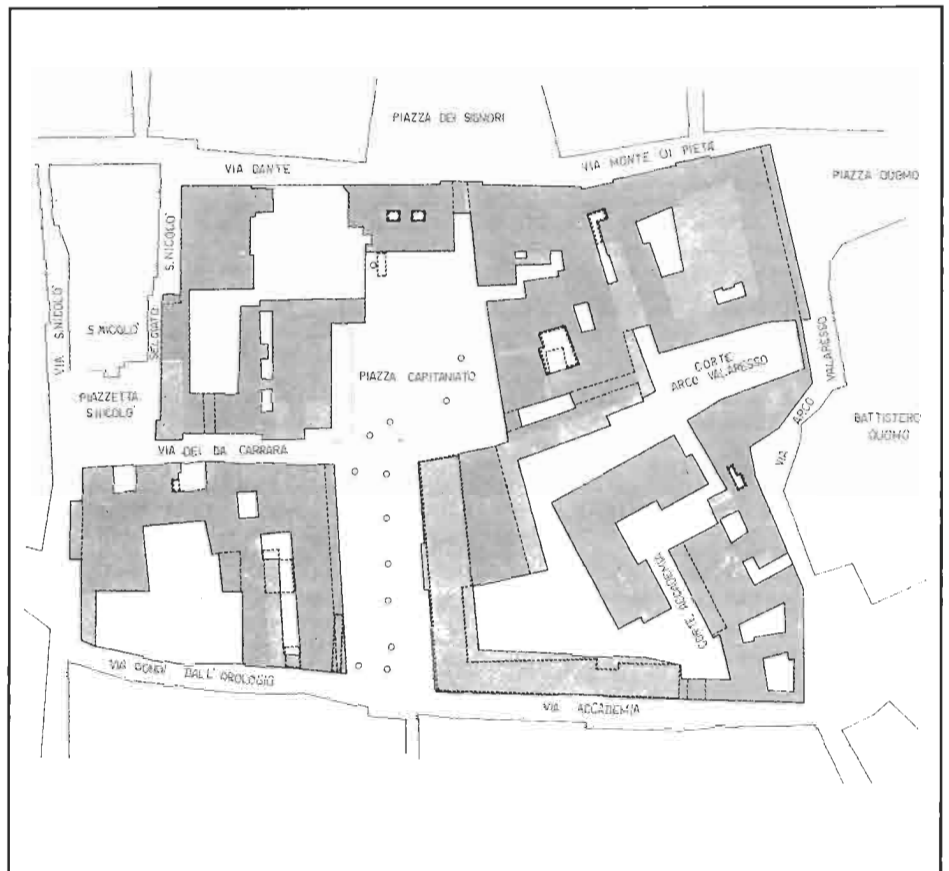 PIAZZA DEI SIGNORI
VIA DANTE
VIA MONTE DI PIETA'
PIAZZA DUOMO
S.NICOLO'
SELCIATO
VIA S.NICOLO'
S.NICOLO'
PIAZZETTA
S.NICOLO'
PIAZZA CAPITANIATO
CORTE
ARCO VALARESSO
VIA ARCO VALARESSO
BATTISTERO
DUOMO
VIA DEI DA CARRARA
CORTE ACCADEMIA
VIA DONDI DALL'OROLOGIO
VIA ACCADEMIA